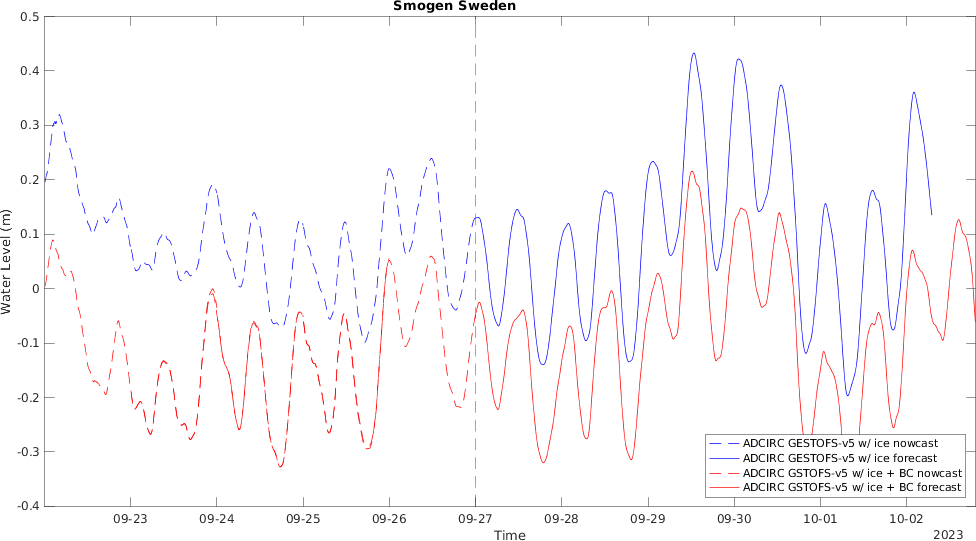 Smogen Sweden
Water Level (m)
0.5
0.4
0.3
0.2
0.1
0
-0.1
-0.2
-0.3
-0.4
ADCIRC GESTOFS-v5 w/ ice nowcast
ADCIRC GESTOFS-v5 w/ ice forecast
ADCIRC GSTOFS-v5 w/ ice + BC nowcast
ADCIRC GSTOFS-v5 w/ ice + BC forecast
09-23 09-24 09-25 09-26 09-27 09-28 09-29 09-30 10-01 10-02
Time
2023